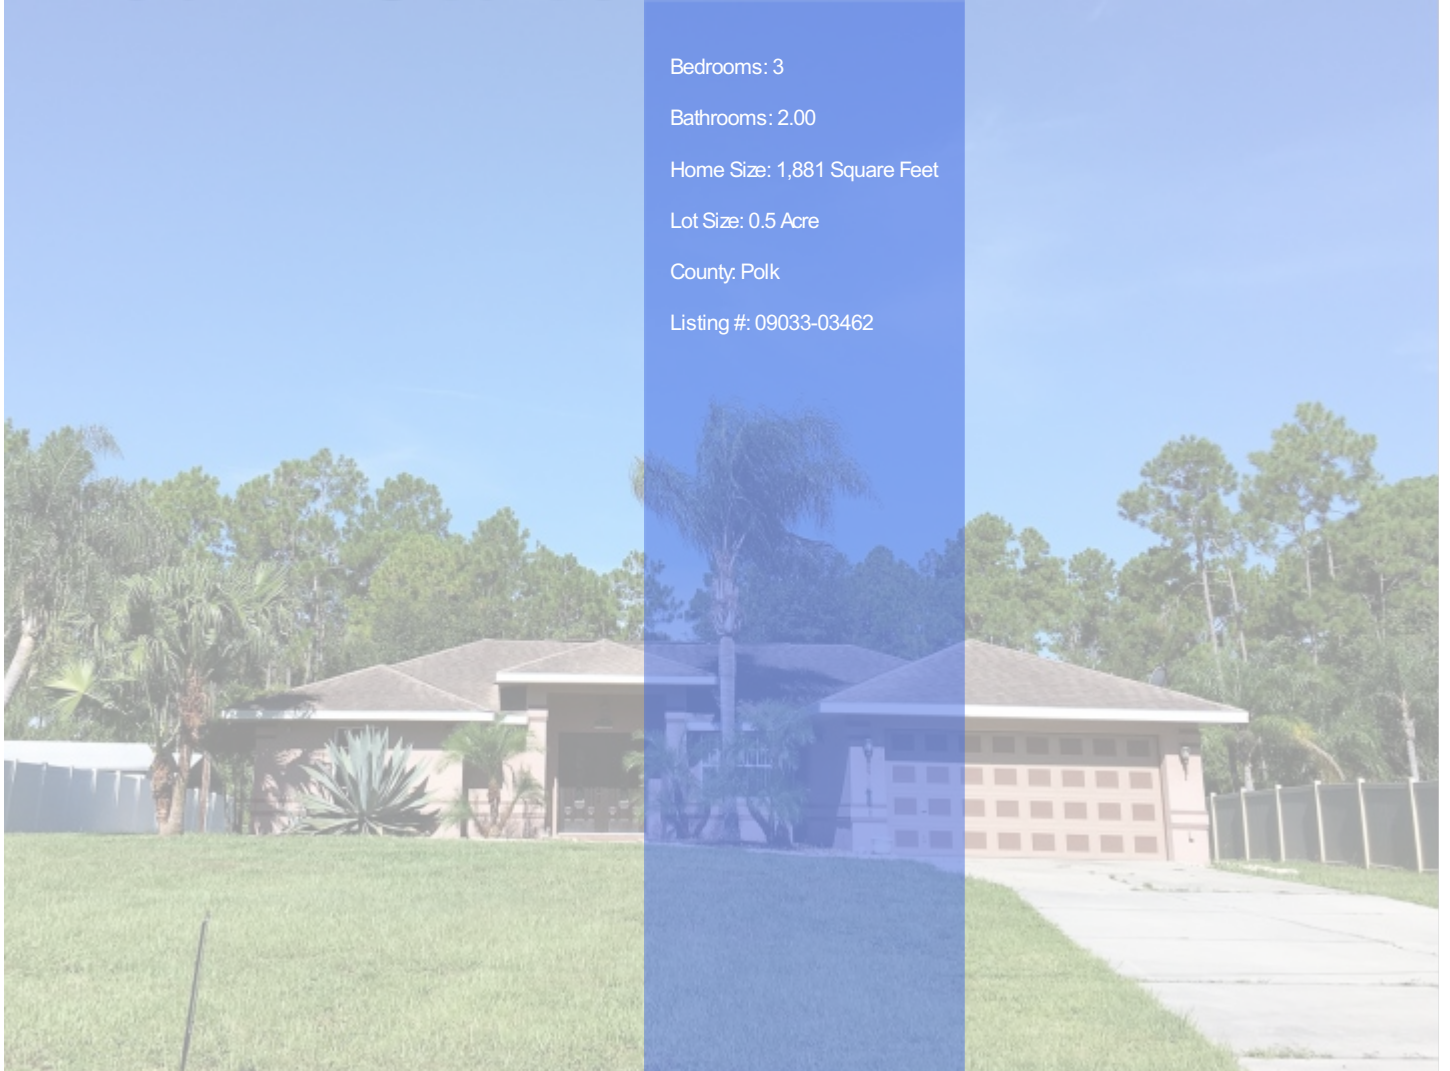 Bedrooms: 3
Bathrooms: 2.00
Home Size: 1,881 Square Feet
Lot Size: 0.5 Acre
County: Polk
Listing #: 09033-03462